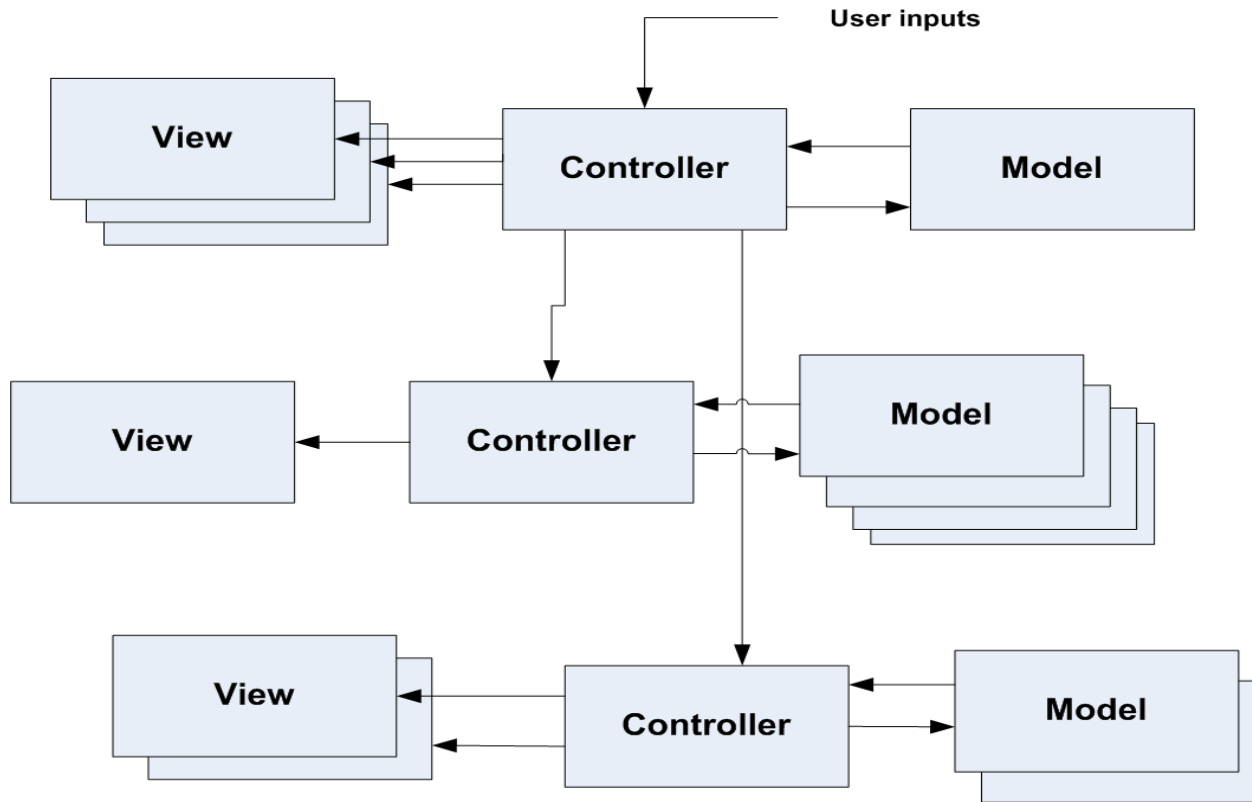 User inputs
View
Controller
Model
View
Controller
Model
View
Controller
Model